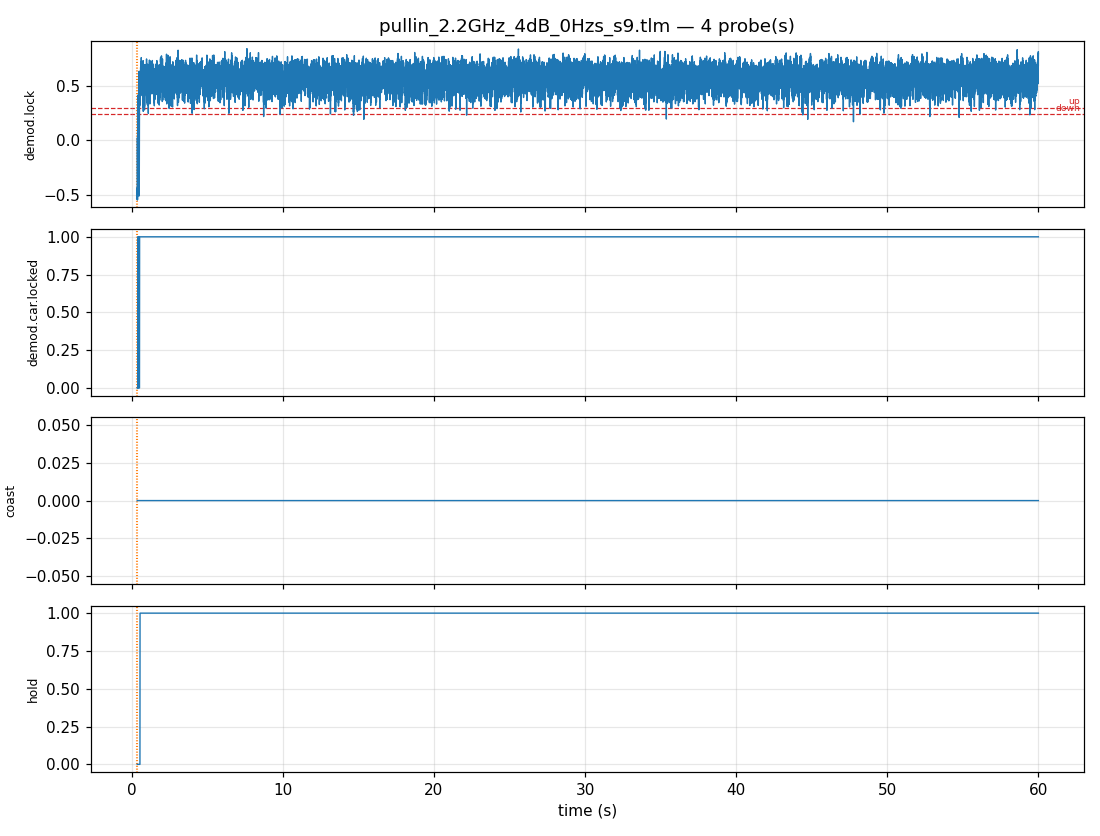 pullin_2.2GHz_4dB_0Hzs_s9.tlm — 4 probe(s)
demod.lock
0.5
0.0
−0.5
up
down
demod.car.locked
1.00
0.75
0.50
0.25
0.00
coast
0.050
0.025
0.000
−0.025
−0.050
hold
1.00
0.75
0.50
0.25
0.00
0 10 20 30 40 50 60
time (s)